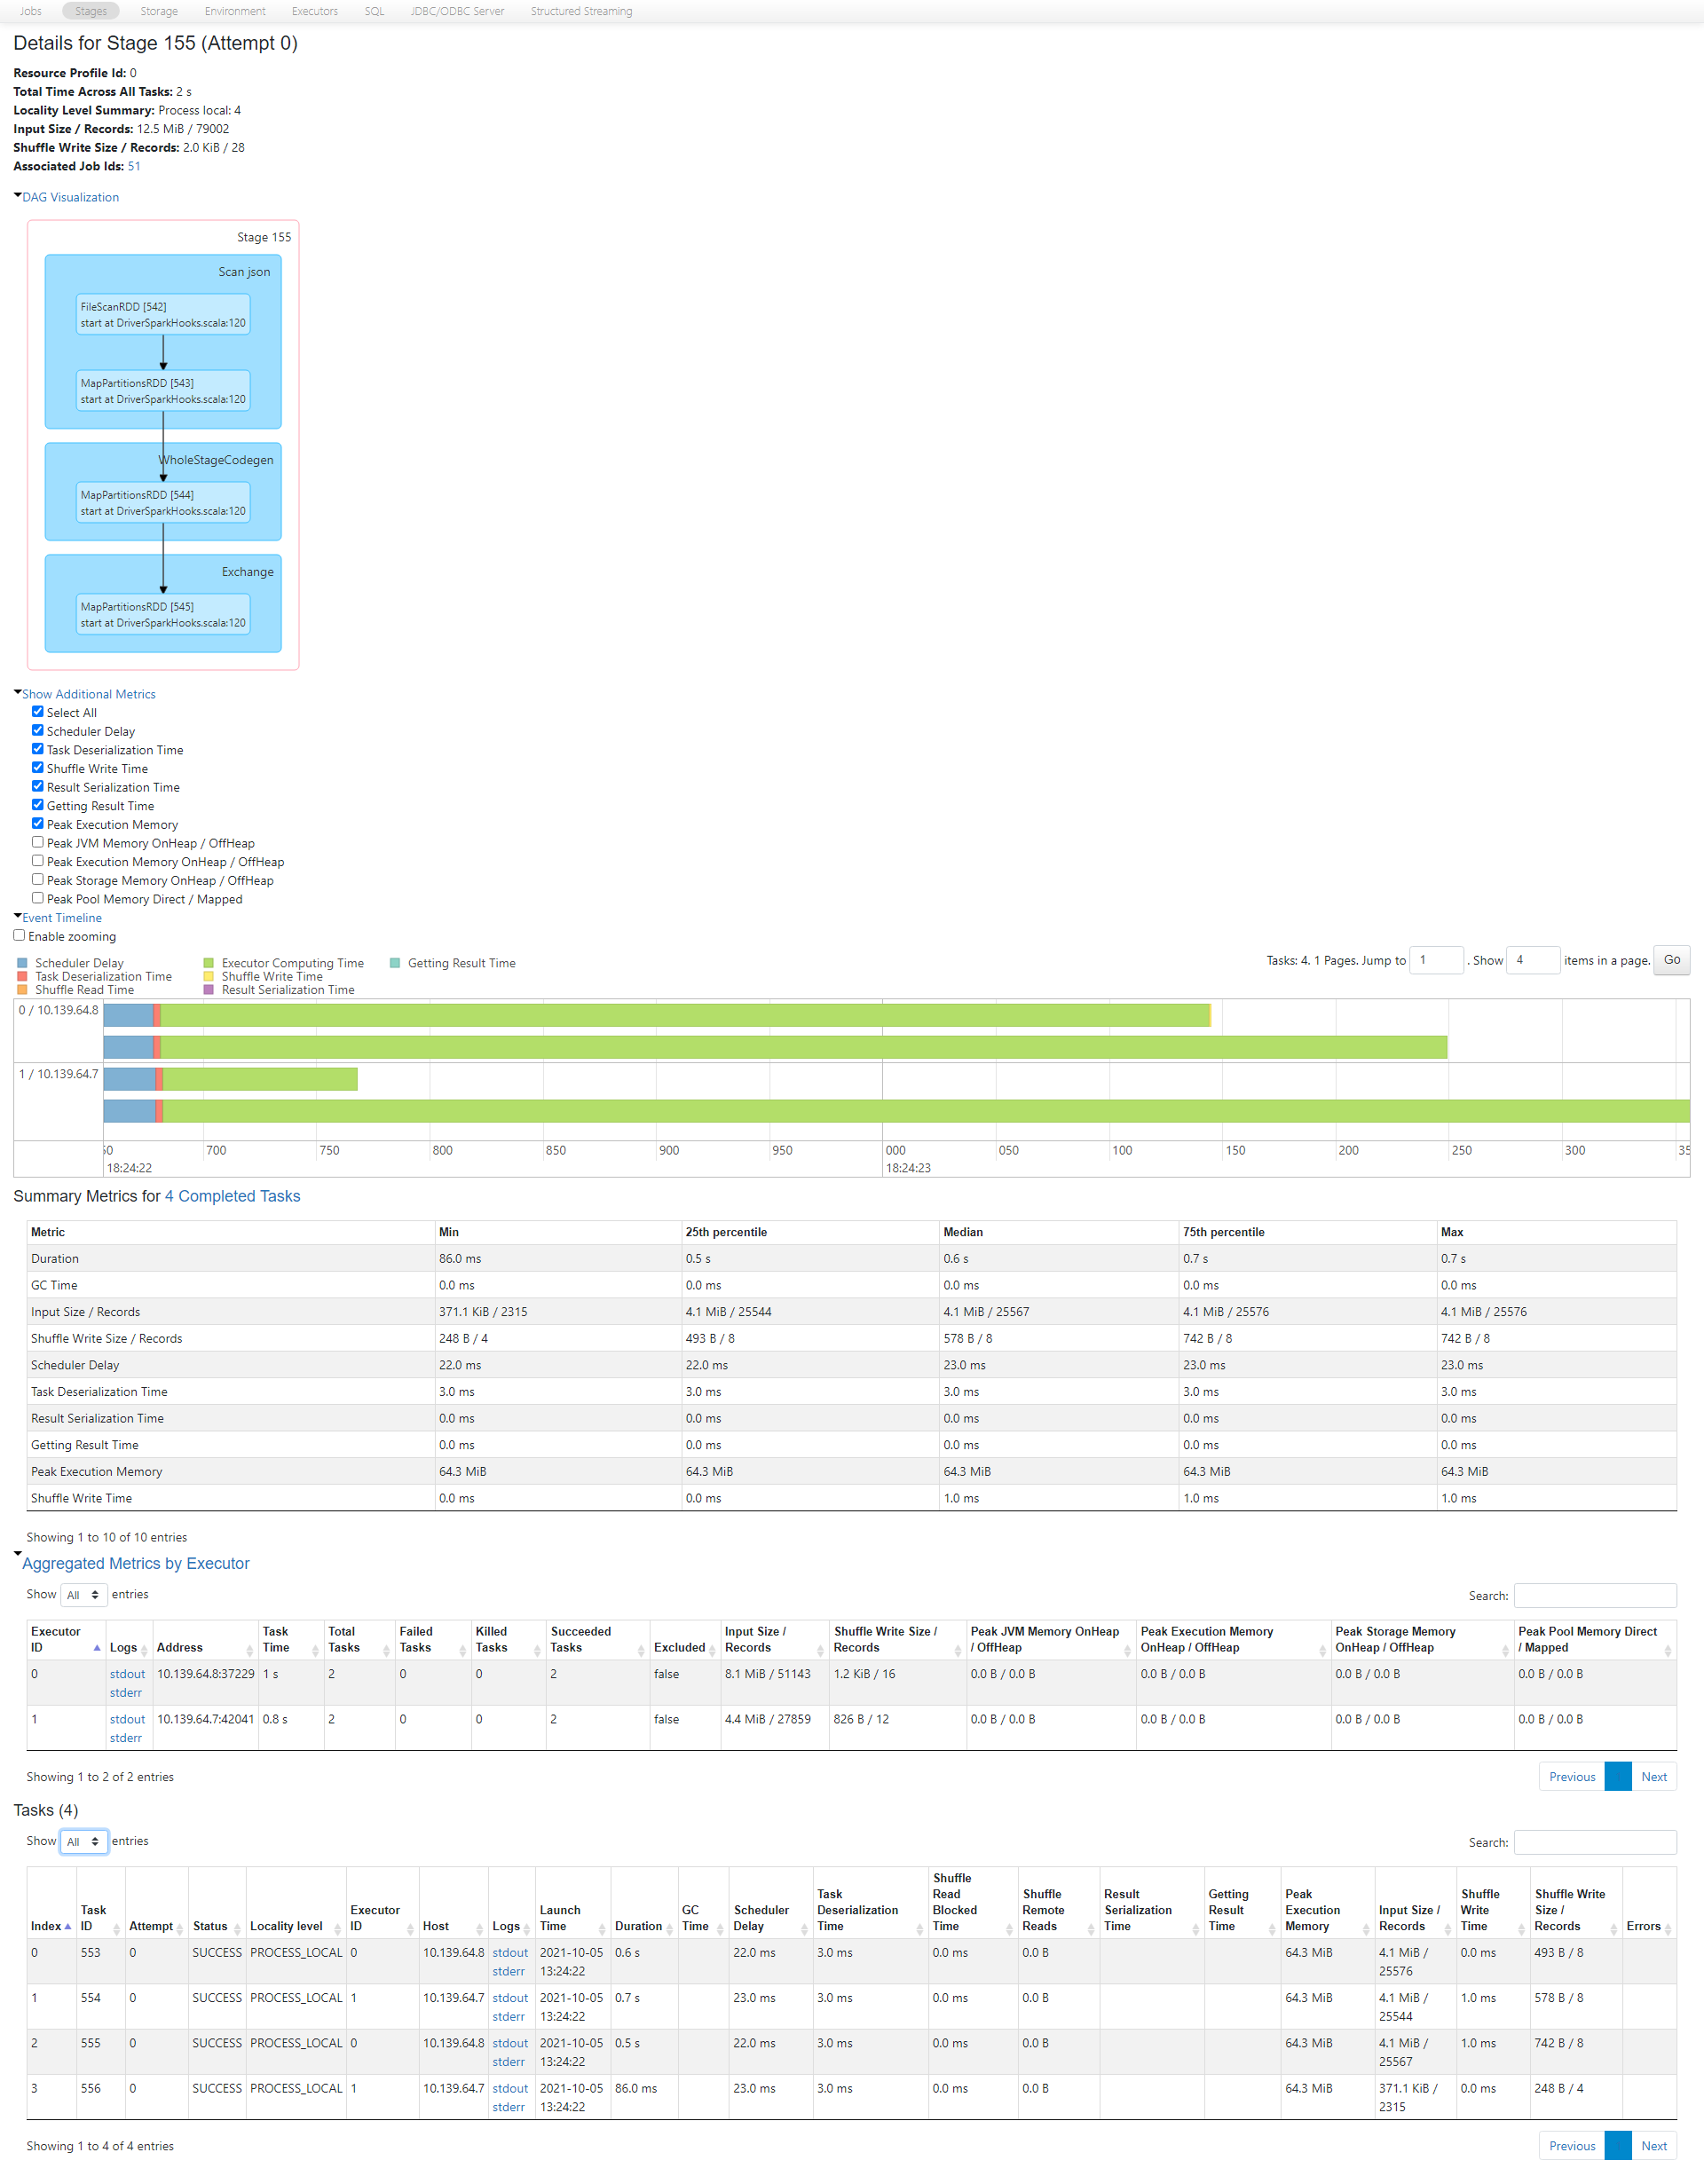 Jobs Stages Storage Environment Executors SQL JDBC/ODBC Server Structured Streaming
Details for Stage 155 (Attempt 0)
Resource Profile Id: 0
Total Time Across All Tasks: 2 s
Locality Level Summary: Process local: 4
Input Size / Records: 12.5 MiB / 79002
Shuffle Write Size / Records: 2.0 KiB / 28
Associated Job Ids: 51
DAG Visualization
Stage 155
Scan json
FileScanRDD [542]
start at DriverSparkHooks.scala:120
MapPartitionsRDD [543]
start at DriverSparkHooks.scala:120
WholeStageCodegen
MapPartitionsRDD [544]
start at DriverSparkHooks.scala:120
Exchange
MapPartitionsRDD [545]
start at DriverSparkHooks.scala:120
Show Additional Metrics
Select All
Scheduler Delay
Task Deserialization Time
Shuffle Write Time
Result Serialization Time
Getting Result Time
Peak Execution Memory
Peak JVM Memory OnHeap / OffHeap
Peak Execution Memory OnHeap / OffHeap
Peak Storage Memory OnHeap / OffHeap
Peak Pool Memory Direct / Mapped
Event Timeline
Enable zooming
Tasks: 4. 1 Pages. Jump to 1 . Show 4 items in a page. Go
Scheduler Delay Executor Computing Time Getting Result Time
Task Deserialization Time Shuffle Write Time
Shuffle Read Time Result Serialization Time
0 / 10.139.64.8
1 / 10.139.64.7
700 750 800 850 900 950 000 050 100 150 200 250 300
18:24:22 18:24:23
Summary Metrics for 4 Completed Tasks
Metric Min 25th percentile Median 75th percentile Max
Duration 86.0 ms 0.5 s 0.6 s 0.7 s 0.7 s
GC Time 0.0 ms 0.0 ms 0.0 ms 0.0 ms 0.0 ms
Input Size / Records 371.1 KiB / 2315 4.1 MiB / 25544 4.1 MiB / 25567 4.1 MiB / 25576 4.1 MiB / 25576
Shuffle Write Size / Records 248 B / 4 493 B / 8 578 B / 8 742 B / 8 742 B / 8
Scheduler Delay 22.0 ms 22.0 ms 23.0 ms 23.0 ms 23.0 ms
Task Deserialization Time 3.0 ms 3.0 ms 3.0 ms 3.0 ms 3.0 ms
Result Serialization Time 0.0 ms 0.0 ms 0.0 ms 0.0 ms 0.0 ms
Getting Result Time 0.0 ms 0.0 ms 0.0 ms 0.0 ms 0.0 ms
Peak Execution Memory 64.3 MiB 64.3 MiB 64.3 MiB 64.3 MiB 64.3 MiB
Shuffle Write Time 0.0 ms 0.0 ms 1.0 ms 1.0 ms 1.0 ms
Showing 1 to 10 of 10 entries
Aggregated Metrics by Executor
Show All entries Search:
Executor ID Logs Address Task Time Total Tasks Failed Tasks Killed Tasks Succeeded Tasks Excluded Input Size / Records Shuffle Write Size / Records Peak JVM Memory OnHeap / OffHeap Peak Execution Memory OnHeap / OffHeap Peak Storage Memory OnHeap / OffHeap Peak Pool Memory Direct / Mapped
0 stdout 10.139.64.8:37229 1 s 2 0 0 2 false 8.1 MiB / 51143 1.2 KiB / 16 0.0 B / 0.0 B 0.0 B / 0.0 B 0.0 B / 0.0 B 0.0 B / 0.0 B
stderr
1 stdout 10.139.64.7:42041 0.8 s 2 0 0 2 false 4.4 MiB / 27859 826 B / 12 0.0 B / 0.0 B 0.0 B / 0.0 B 0.0 B / 0.0 B 0.0 B / 0.0 B
stderr
Showing 1 to 2 of 2 entries Previous Next
Tasks (4)
Show All entries Search:
Index Task ID Attempt Status Locality level Executor ID Host Logs Launch Time Duration GC Time Scheduler Delay Task Deserialization Time Shuffle Read Blocked Time Shuffle Remote Reads Result Serialization Time Getting Result Time Peak Execution Memory Input Size / Records Shuffle Write Time Shuffle Write Size / Records Errors
0 553 0 SUCCESS PROCESS_LOCAL 0 10.139.64.8 stdout 2021-10-05 0.6 s 22.0 ms 3.0 ms 0.0 ms 0.0 B 64.3 MiB 4.1 MiB / 0.0 ms 493 B / 8
stderr 13:24:22 25576
1 554 0 SUCCESS PROCESS_LOCAL 1 10.139.64.7 stdout 2021-10-05 0.7 s 23.0 ms 3.0 ms 0.0 ms 0.0 B 64.3 MiB 4.1 MiB / 1.0 ms 578 B / 8
stderr 13:24:22 25544
2 555 0 SUCCESS PROCESS_LOCAL 0 10.139.64.8 stdout 2021-10-05 0.5 s 22.0 ms 3.0 ms 0.0 ms 0.0 B 64.3 MiB 4.1 MiB / 1.0 ms 742 B / 8
stderr 13:24:22 25567
3 556 0 SUCCESS PROCESS_LOCAL 1 10.139.64.7 stdout 2021-10-05 86.0 ms 23.0 ms 3.0 ms 0.0 ms 0.0 B 64.3 MiB 371.1 KiB / 0.0 ms 248 B / 4
stderr 13:24:22 2315
Showing 1 to 4 of 4 entries Previous Next